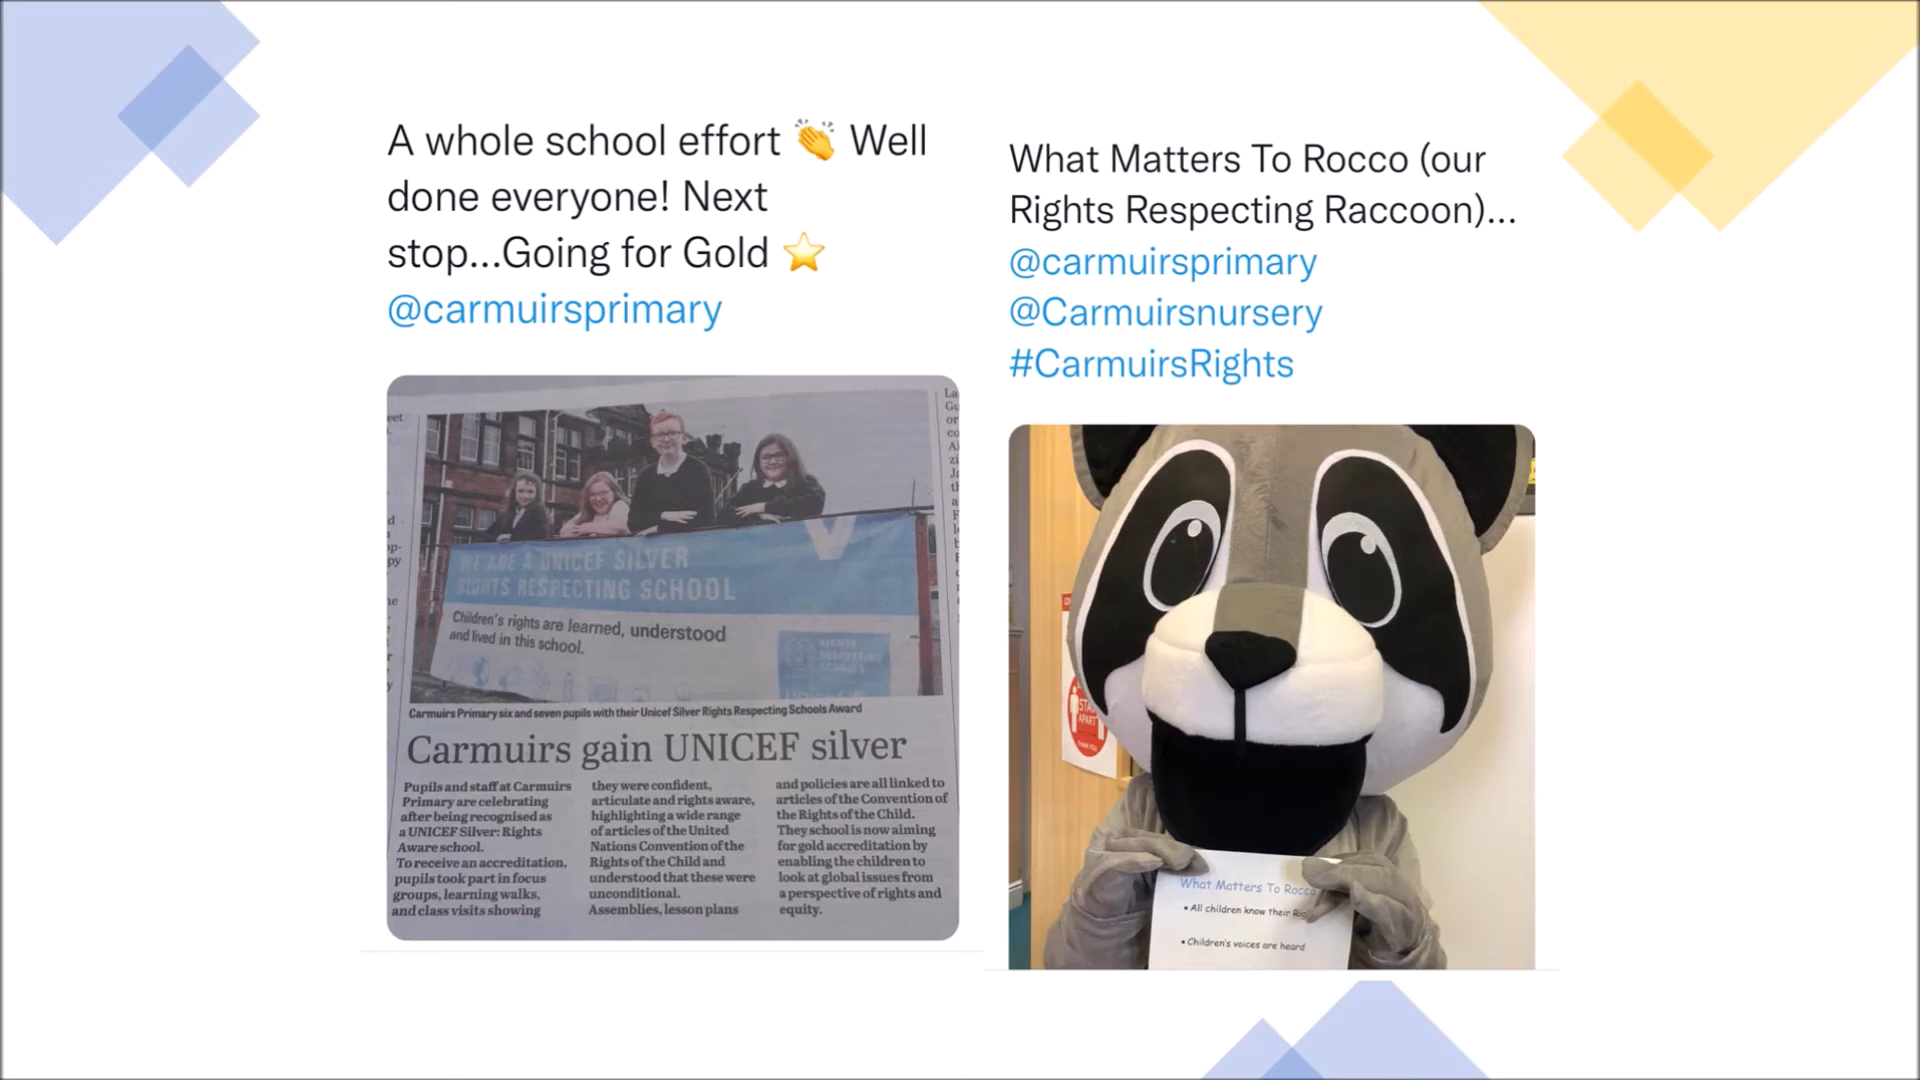 A whole school effort 👏 Well
done everyone! Next
stop...Going for Gold ⭐
@carmuirsprimary
WE ARE A UNICEF SILVER
RIGHTS RESPECTING SCHOOL
Children's rights are learned, understood
and lived in this school.
RIGHTS
RESPECTING
SCHOOLS
unicef
Carmuirs Primary six and seven pupils with their Unicef Silver Rights Respecting Schools Award
Carmuirs gain UNICEF silver
Pupils and staff at Carmuirs
Primary are celebrating
after being recognised as
a UNICEF Silver: Rights
Aware school.
To receive an accreditation,
pupils took part in focus
groups, learning walks,
and class visits showing
they were confident,
articulate and rights aware,
highlighting a wide range
of articles of the United
Nations Convention of the
Rights of the Child and
understood that these were
unconditional.
Assemblies, lesson plans
and policies are all linked to
articles of the Convention of
the Rights of the Child.
They school is now aiming
for gold accreditation by
enabling the children to
look at global issues from
a perspective of rights and
equity.
What Matters To Rocco (our
Rights Respecting Raccoon)...
@carmuirsprimary
@Carmuirsnursery
#CarmuirsRights
STA
APART
THANK YOU
What Matters To Rocco
• All children know their
• Children's voices are heard